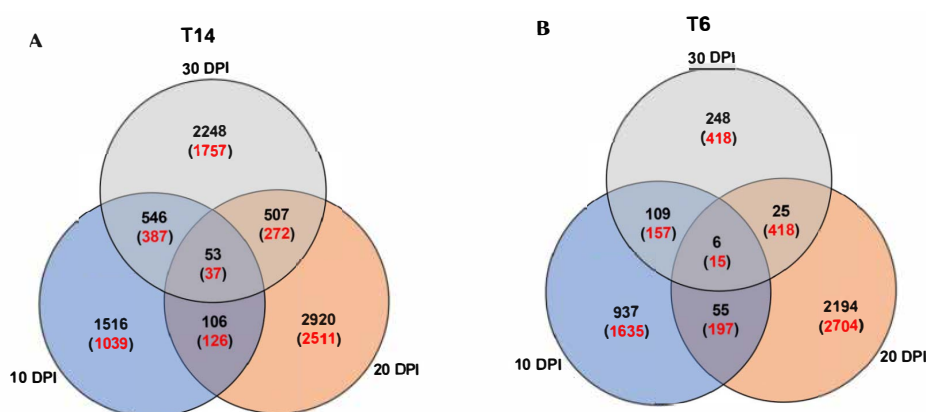 A
T14
30 DPI
2248
(1757)
546
(387)
507
(272)
53
(37)
1516
(1039)
106
(126)
2920
(2511)
10 DPI
20 DPI
B
T6
30 DPI
248
(418)
109
(157)
25
(418)
6
(15)
937
(1635)
55
(197)
2194
(2704)
10 DPI
20 DPI